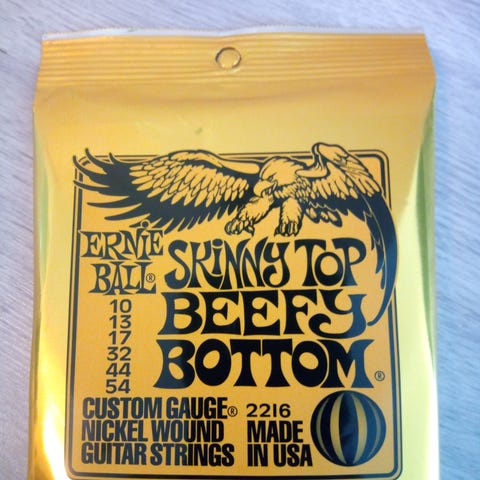 ERNIE
BALL®
SKINNY TOP
BEEFY
BOTTOM®
10
13
17
32
44
54
CUSTOM GAUGE® 2216
NICKEL WOUND MADE
GUITAR STRINGS IN USA